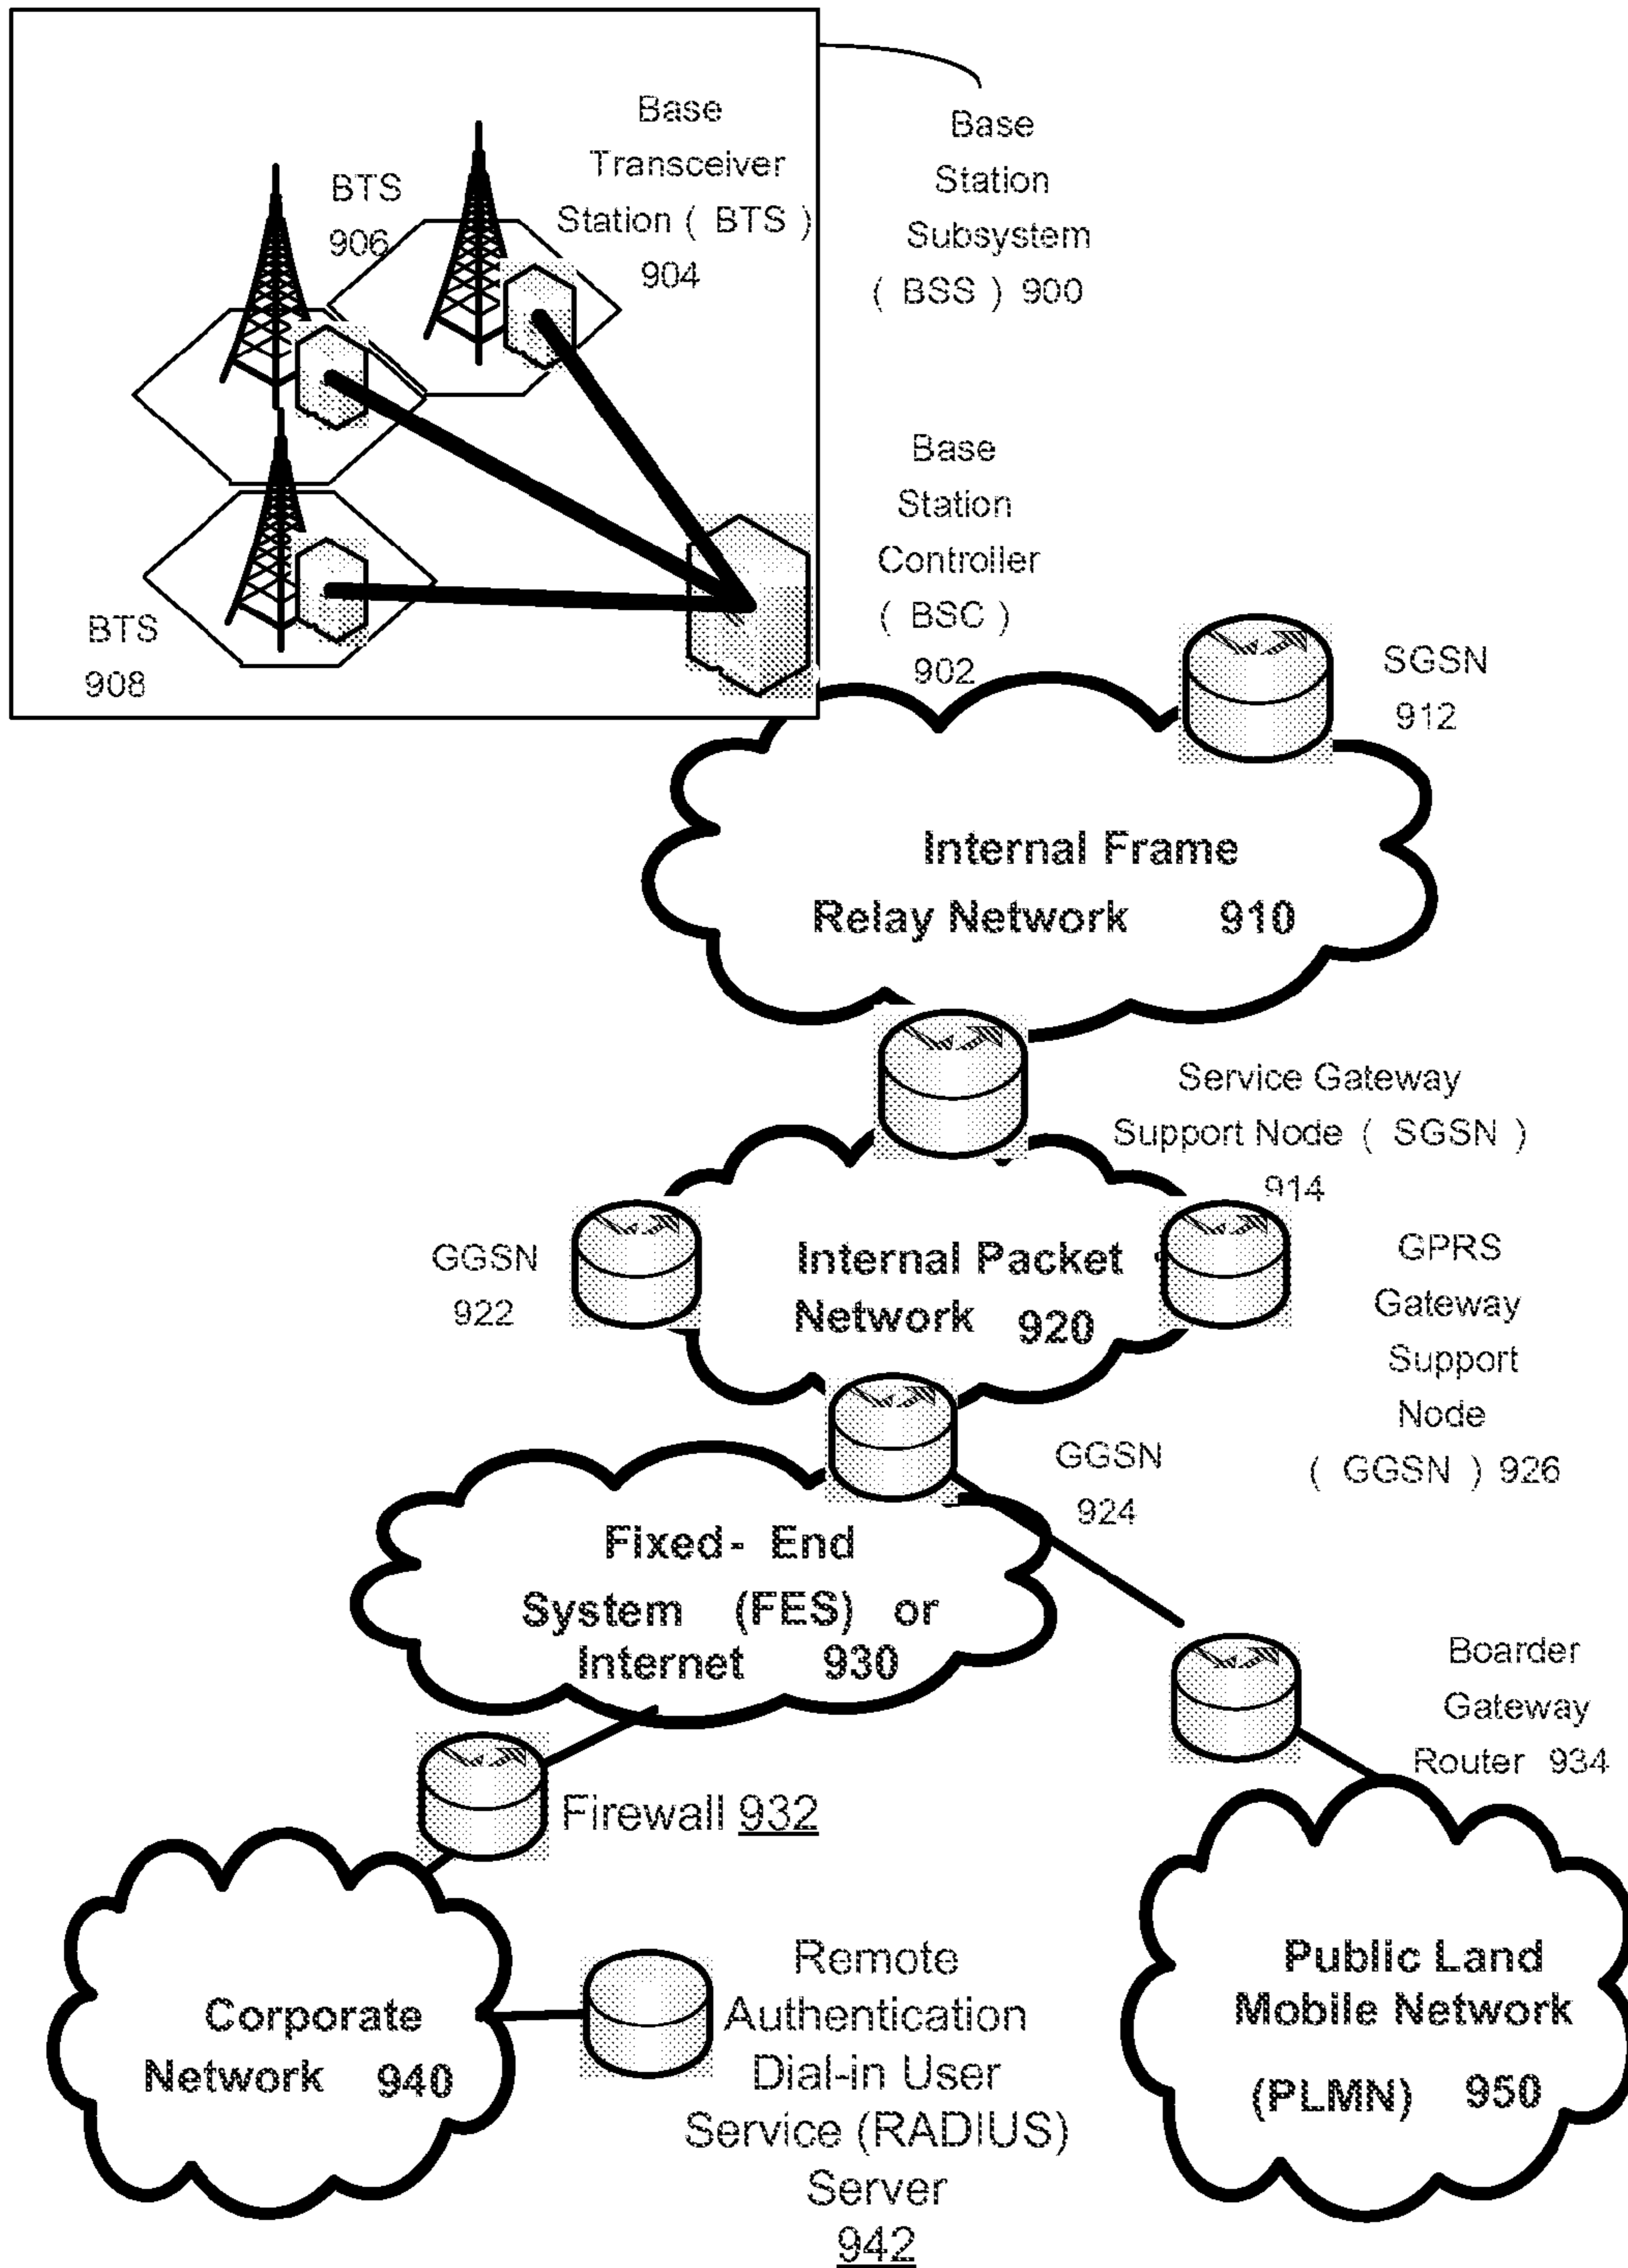 Base
Transceiver
Station ( BTS )
904
BTS
906
BTS
908
Base
Station
Subsystem
( BSS ) 900
Base
Station
Controller
( BSC )
902
SGSN
912
Internal Frame
Relay Network 910
Service Gateway
Support Node ( SGSN )
914
GGSN
922
Internal Packet
Network 920
GPRS
Gateway
Support
Node
( GGSN ) 926
GGSN
924
Fixed- End
System (FES) or
Internet 930
Boarder
Gateway
Router 934
Firewall 932
Corporate
Network 940
Remote
Authentication
Dial-in User
Service (RADIUS)
Server
942
Public Land
Mobile Network
(PLMN) 950